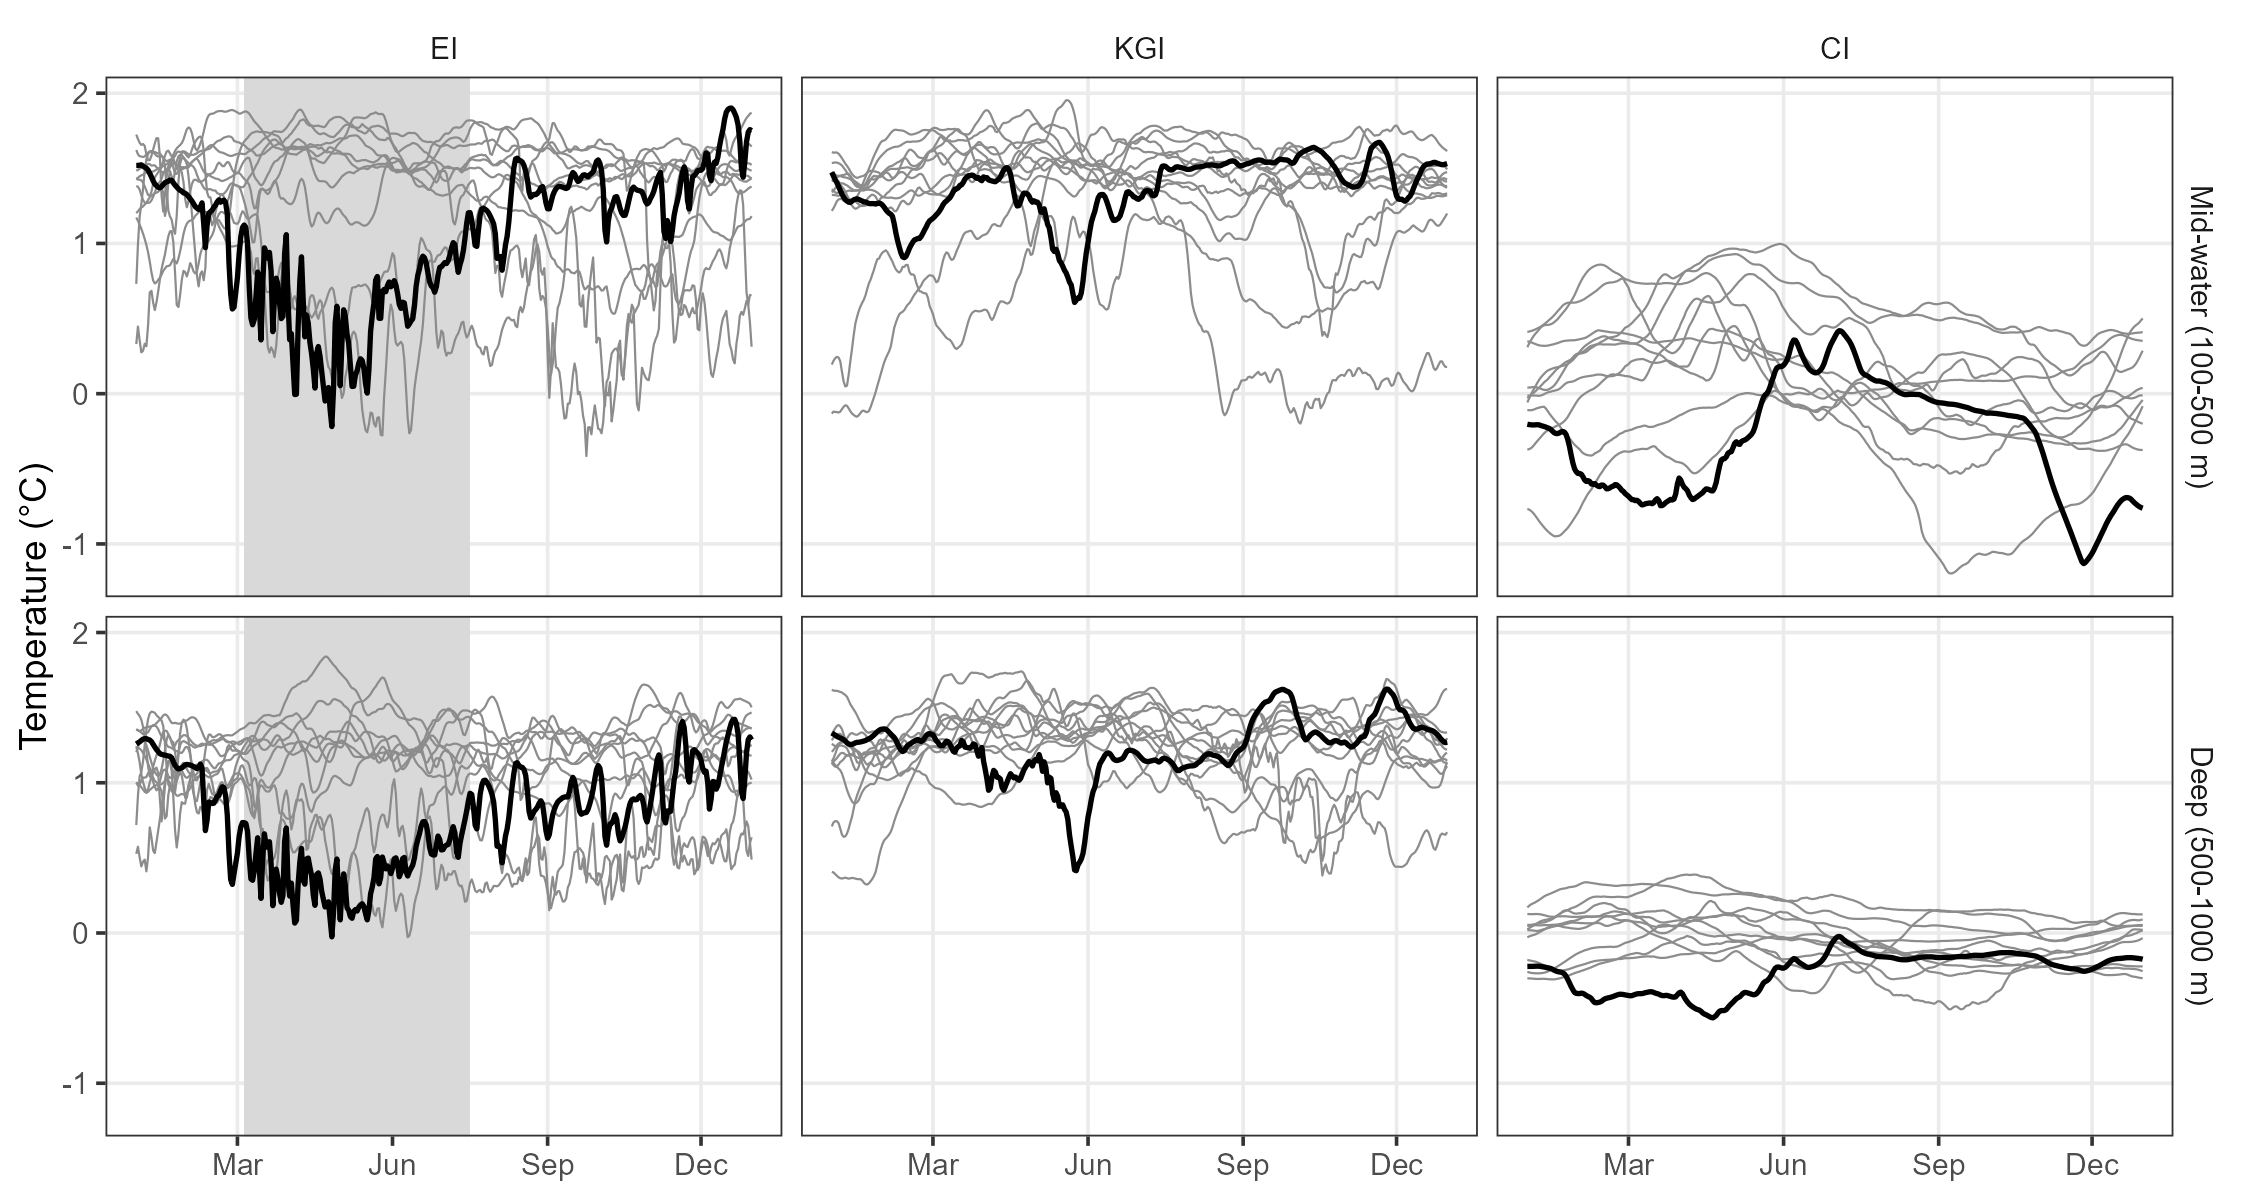 EI
KGI
CI
2
1
0
-1
Mid-water (100-500 m)
Temperature (°C)
2
1
0
-1
Deep (500-1000 m)
Mar
Jun
Sep
Dec
Mar
Jun
Sep
Dec
Mar
Jun
Sep
Dec